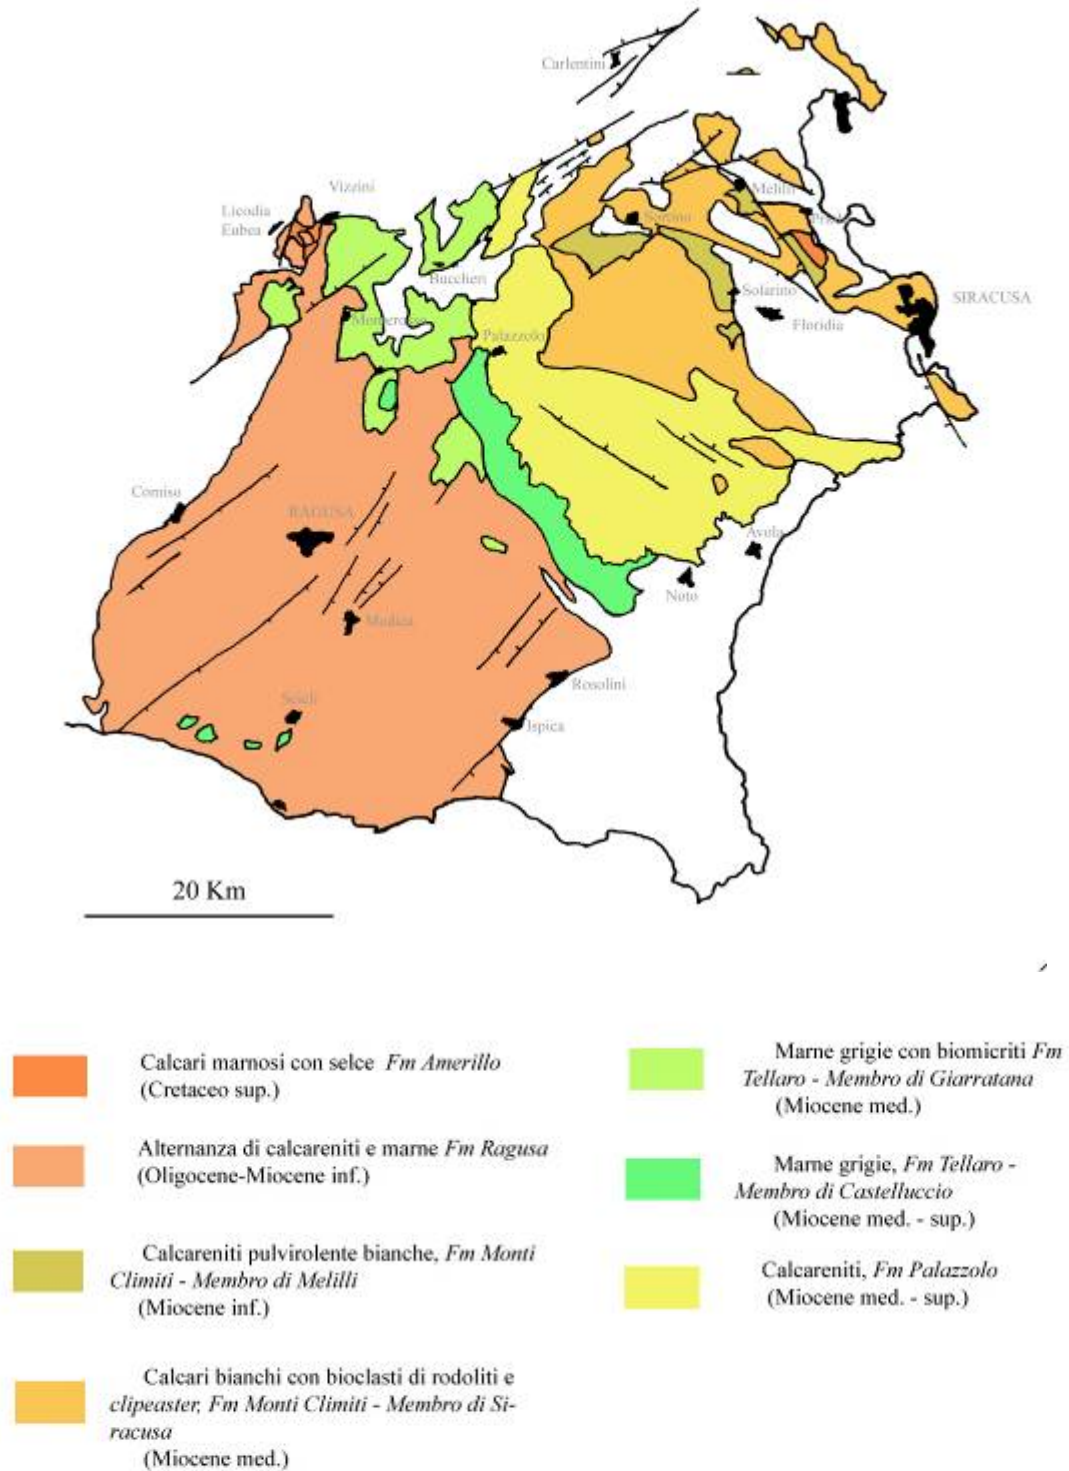 Carlentini
Vizzini
Licodia
Eubea
Melilli
Sortino
Buccheri
Solarino
SIRACUSA
Monterosso
Floridia
Palazzolo
Comiso
RAGUSA
Avola
Noto
Modica
Rosolini
Scicli
Ispica
20 Km
Calcari marnosi con selce Fm Amerillo
(Cretaceo sup.)
Alternanza di calcareniti e marne Fm Ragusa
(Oligocene-Miocene inf.)
Calcareniti pulvirolente bianche, Fm Monti
Climiti - Membro di Melilli
(Miocene inf.)
Calcari bianchi con bioclasti di rodoliti e
clipeaster, Fm Monti Climiti - Membro di Si-
racusa
(Miocene med.)
Marne grigie con biomicriti Fm
Tellaro - Membro di Giarratana
(Miocene med.)
Marne grigie, Fm Tellaro -
Membro di Castelluccio
(Miocene med. - sup.)
Calcareniti, Fm Palazzolo
(Miocene med. - sup.)